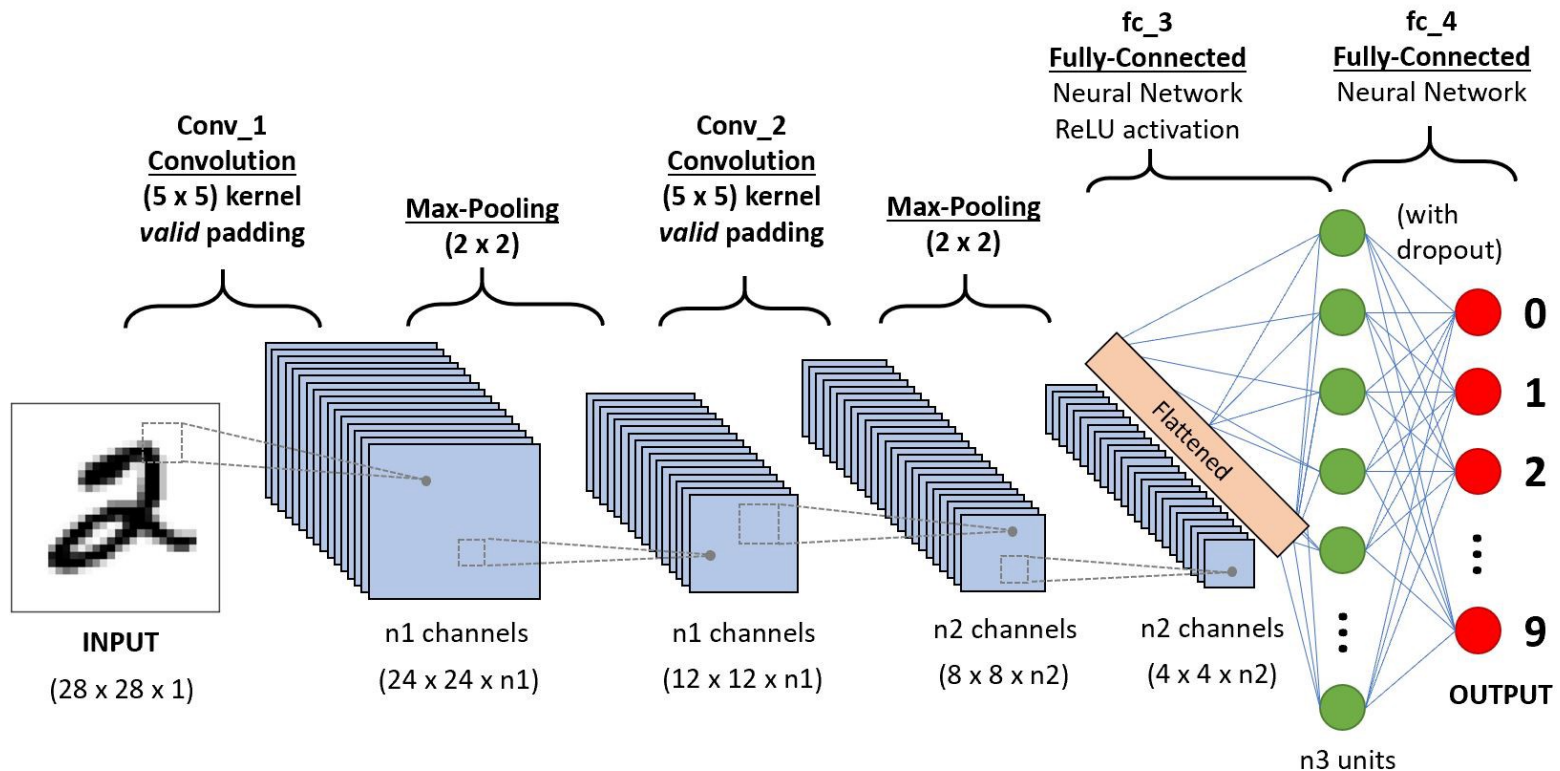 Conv_1
Convolution
(5 x 5) kernel
valid padding
Max-Pooling
(2 x 2)
Conv_2
Convolution
(5 x 5) kernel
valid padding
Max-Pooling
(2 x 2)
fc_3
Fully-Connected
Neural Network
ReLU activation
fc_4
Fully-Connected
Neural Network
(with
dropout)
Flattened
0
1
2
9
INPUT
(28 x 28 x 1)
n1 channels
(24 x 24 x n1)
n1 channels
(12 x 12 x n1)
n2 channels
(8 x 8 x n2)
n2 channels
(4 x 4 x n2)
n3 units
OUTPUT
2